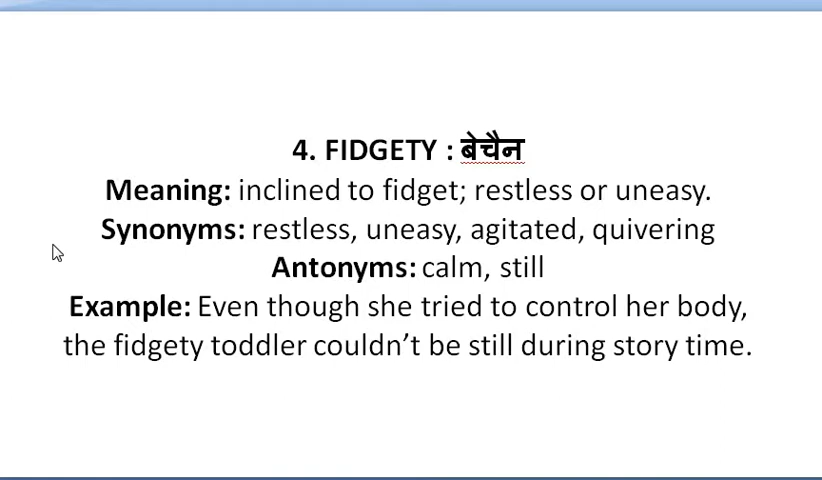 4. FIDGETY : बेचैन
Meaning: inclined to fidget; restless or uneasy.
Synonyms: restless, uneasy, agitated, quivering
Antonyms: calm, still
Example: Even though she tried to control her body,
the fidgety toddler couldn’t be still during story time.